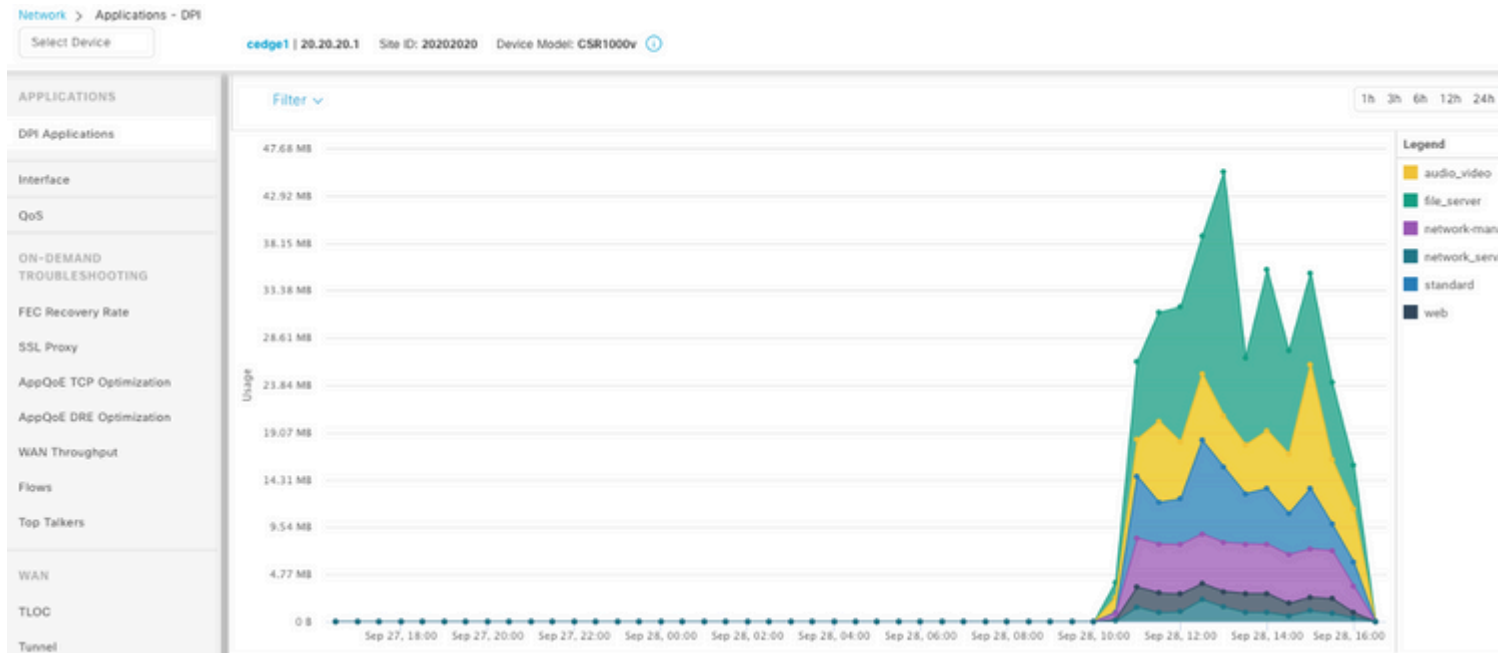 Network > Applications - DPI
Select Device
cedge1 | 20.20.20.1 Site ID: 20202020 Device Model: CSR1000v
APPLICATIONS
DPI Applications
Interface
QoS
ON-DEMAND
TROUBLESHOOTING
FEC Recovery Rate
SSL Proxy
AppQoE TCP Optimization
AppQoE DRE Optimization
WAN Throughput
Flows
Top Talkers
WAN
TLOC
Tunnel
Filter
1h 3h 6h 12h 24h
Usage
47.68 MB
42.92 MB
38.15 MB
33.38 MB
28.61 MB
23.84 MB
19.07 MB
14.31 MB
9.54 MB
4.77 MB
0 B
Sep 27, 18:00 Sep 27, 20:00 Sep 27, 22:00 Sep 28, 00:00 Sep 28, 02:00 Sep 28, 04:00 Sep 28, 06:00 Sep 28, 08:00 Sep 28, 10:00 Sep 28, 12:00 Sep 28, 14:00 Sep 28, 16:00
Legend
audio_video
file_server
network-man
network_serv
standard
web